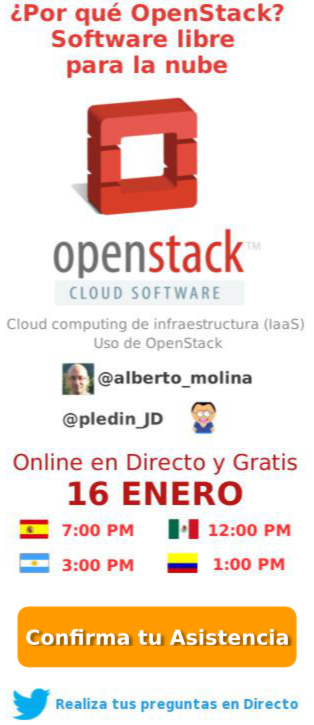 ¿Por qué OpenStack?
Software libre
para la nube
openstack™
CLOUD SOFTWARE
Cloud computing de infraestructura (IaaS)
Uso de OpenStack
@alberto_molina
@pledin_JD
Online en Directo y Gratis
16 ENERO
7:00 PM 12:00 PM
3:00 PM 1:00 PM
Confirma tu Asistencia
Realiza tus preguntas en Directo